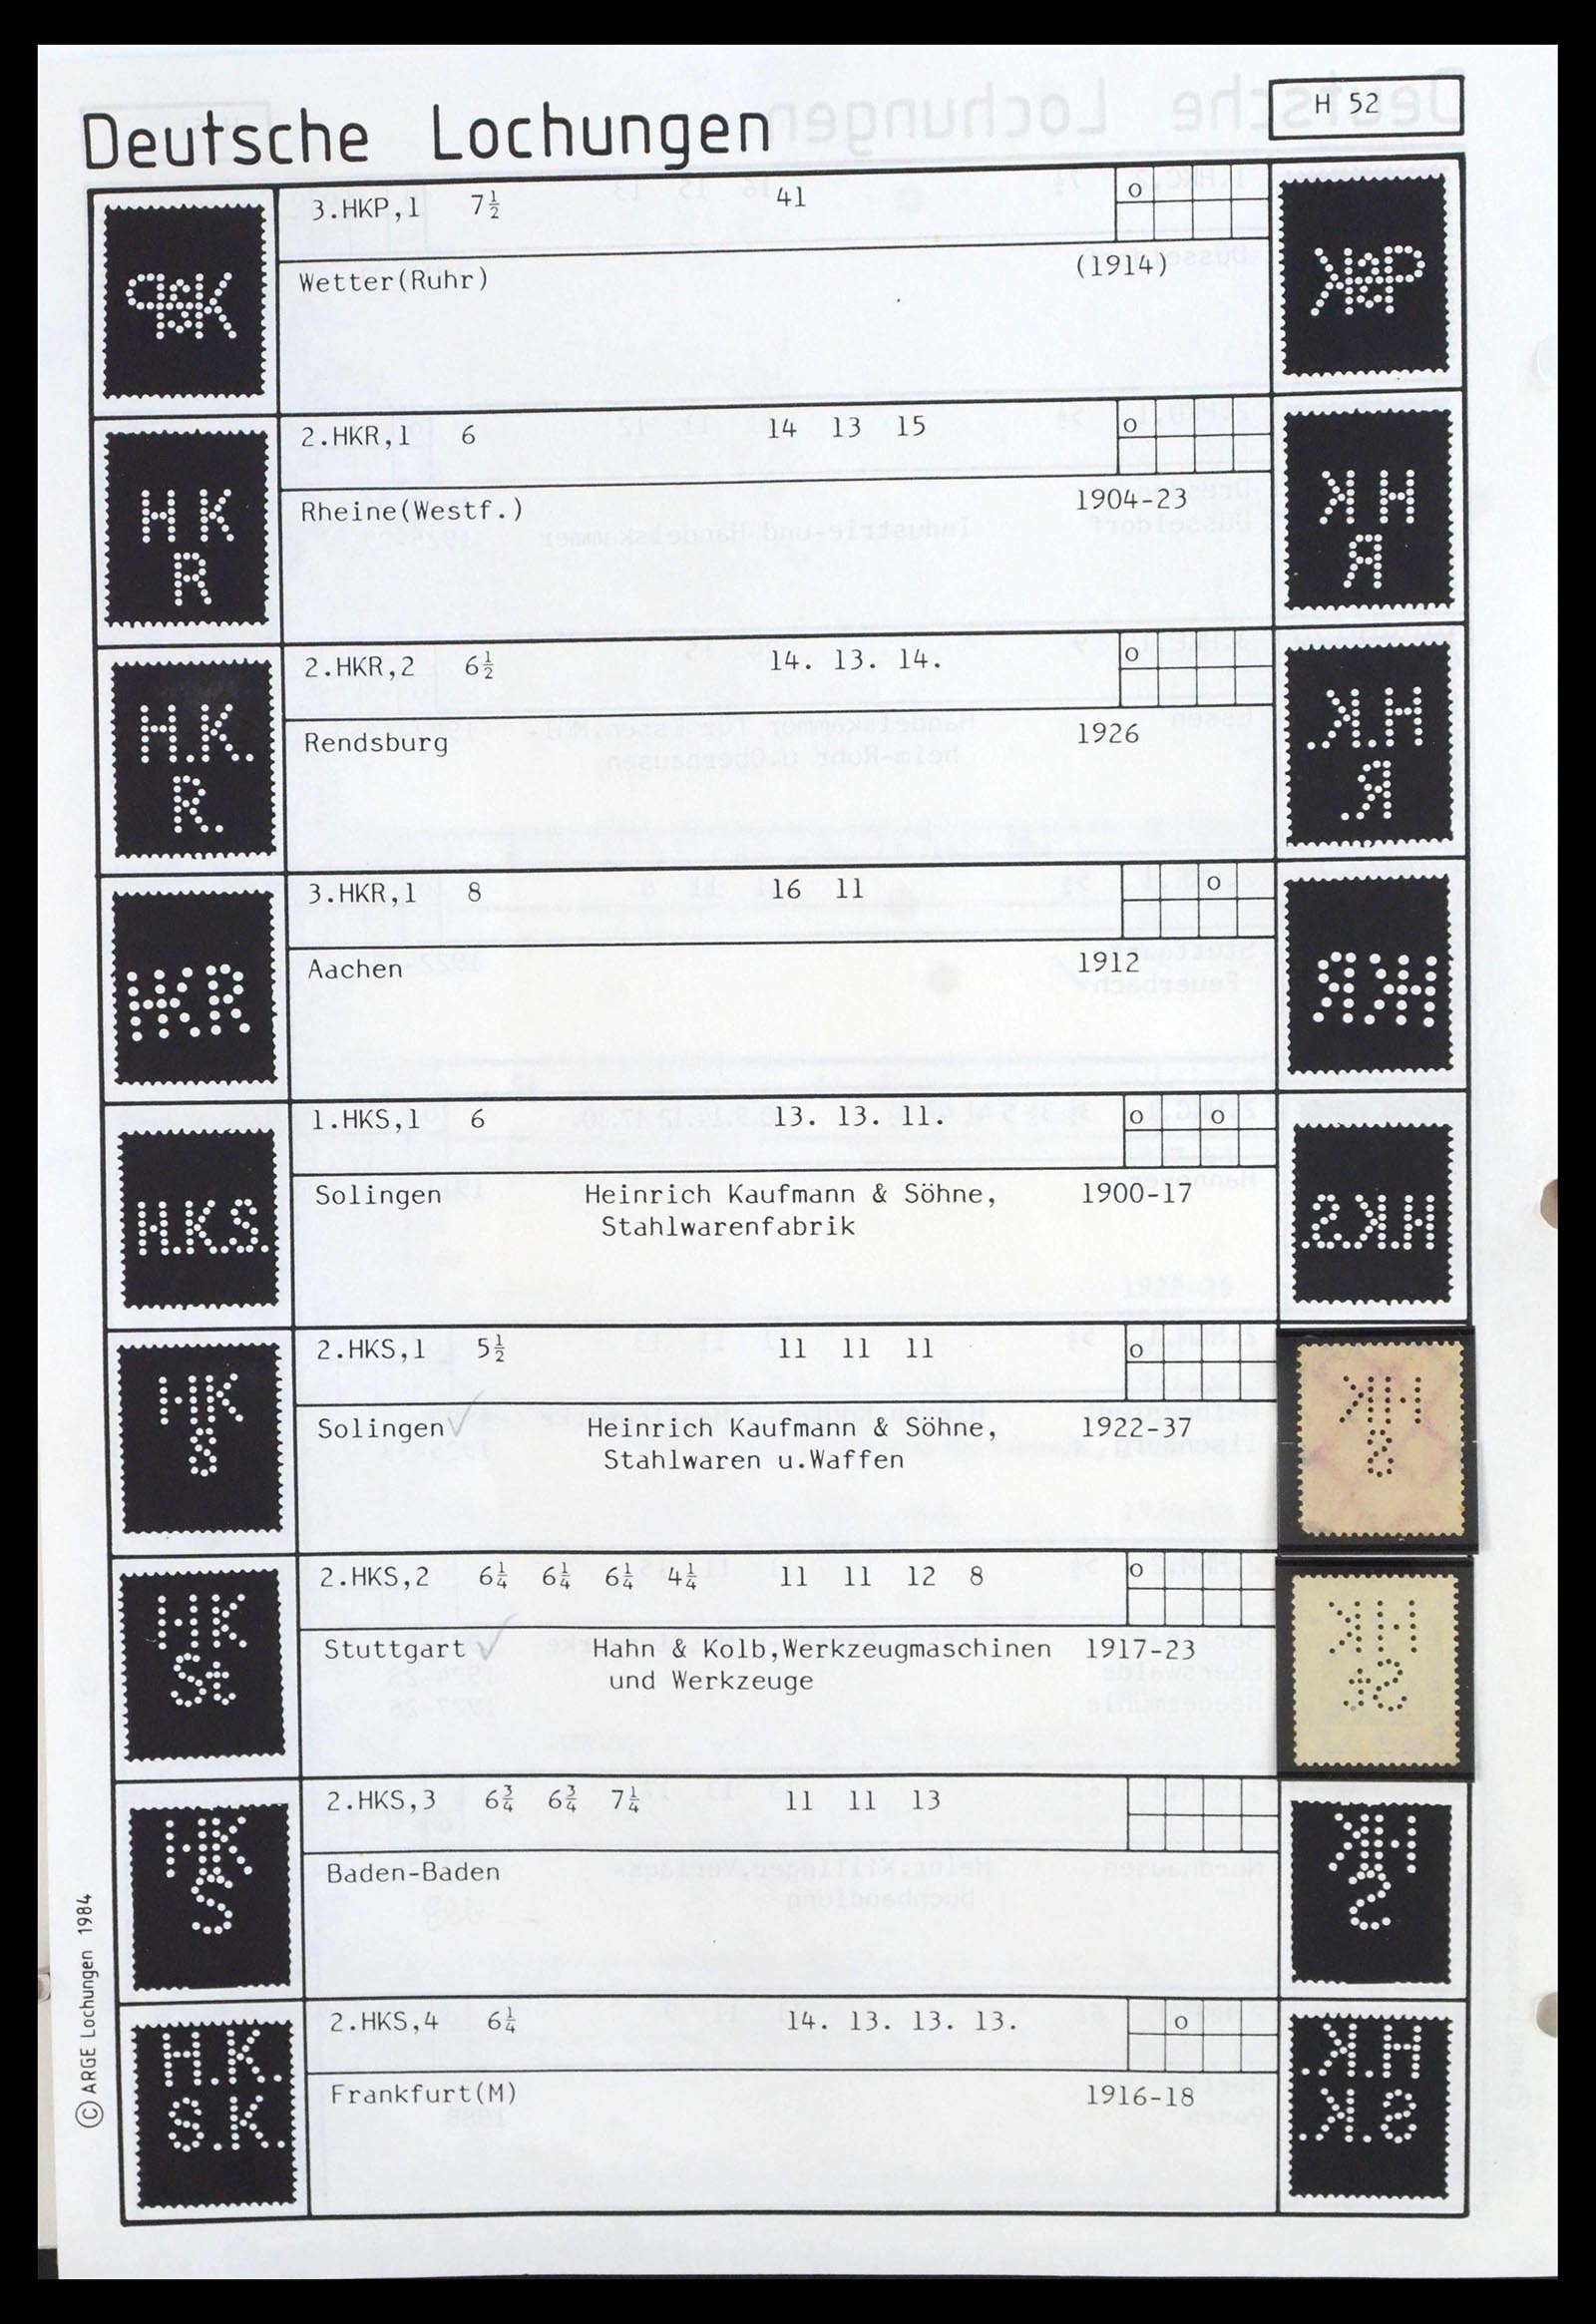 Deutsche Lochungen
H 52
3.HKP,1 7½ 41 o
Wetter(Ruhr) (1914)
2.HKR,1 6 14 13 15 o
HK
R
Rheine(Westf.) 1904-23
2.HKR,2 6½ 14. 13. 14. o
H.K.
R.
Rendsburg 1926
3.HKR,1 8 16 11 o
HKR
Aachen 1912
1.HKS,1 6 13. 13. 11. o o
H.K.S.
Solingen Heinrich Kaufmann & Söhne, 1900-17
Stahlwarenfabrik
2.HKS,1 5½ 11 11 11 o
HK
S
Solingen ✓ Heinrich Kaufmann & Söhne, 1922-37
Stahlwaren u.Waffen
2.HKS,2 6¼ 6¼ 6¼ 4¼ 11 11 12 8 o
HK
St
Stuttgart ✓ Hahn & Kolb,Werkzeugmaschinen 1917-23
und Werkzeuge
2.HKS,3 6¾ 6¾ 7¼ 11 11 13
HK
S
Baden-Baden
2.HKS,4 6¼ 14. 13. 13. 13. o
H.K.
S.K.
Frankfurt(M) 1916-18
© ARGE Lochungen 1984